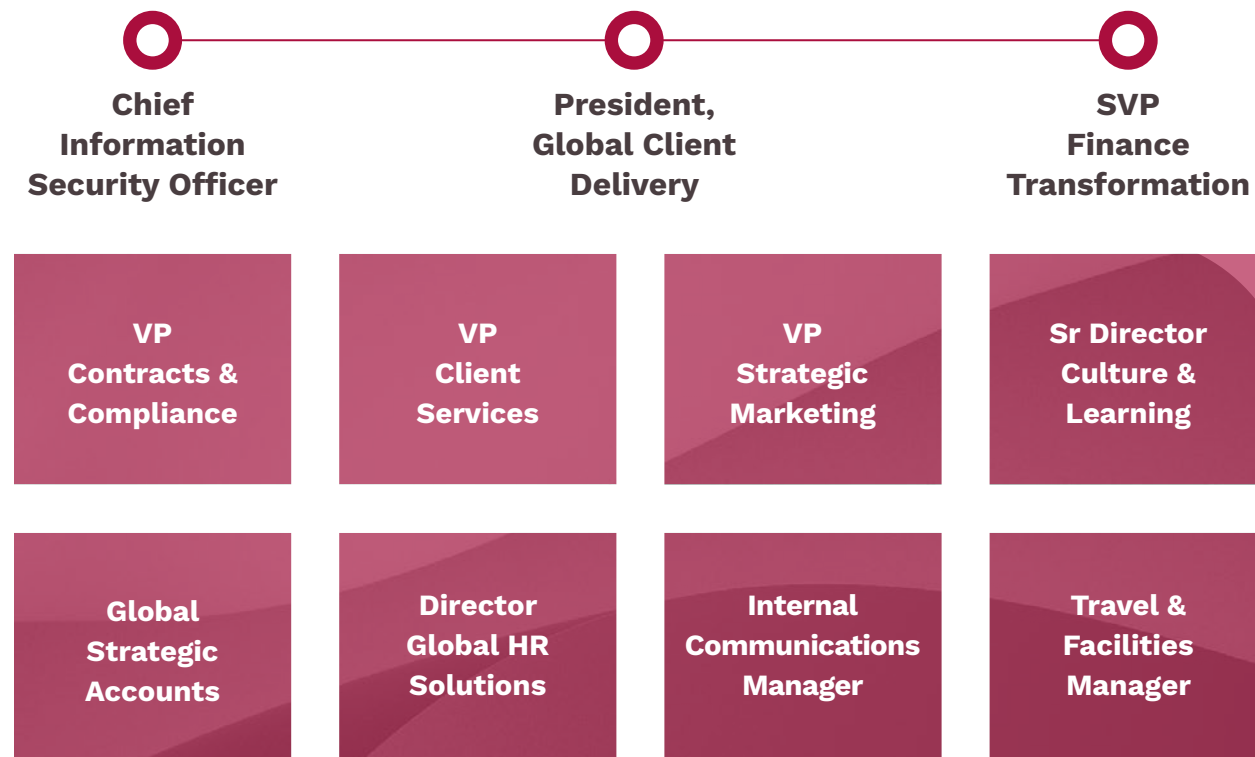 Chief
Information
Security Officer
President,
Global Client
Delivery
SVP
Finance
Transformation
VP
Contracts &
Compliance
VP
Client
Services
VP
Strategic
Marketing
Sr Director
Culture &
Learning
Global
Strategic
Accounts
Director
Global HR
Solutions
Internal
Communications
Manager
Travel &
Facilities
Manager